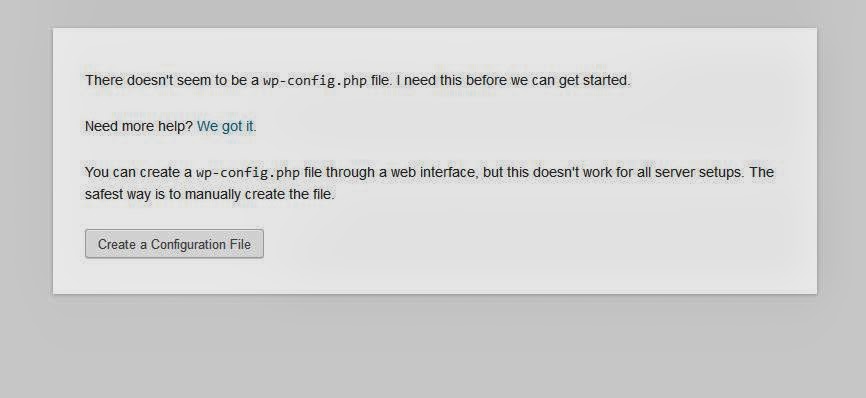 There doesn't seem to be a wp-config.php file. I need this before we can get started.
Need more help? We got it.
You can create a wp-config.php file through a web interface, but this doesn't work for all server setups. The
safest way is to manually create the file.
Create a Configuration File